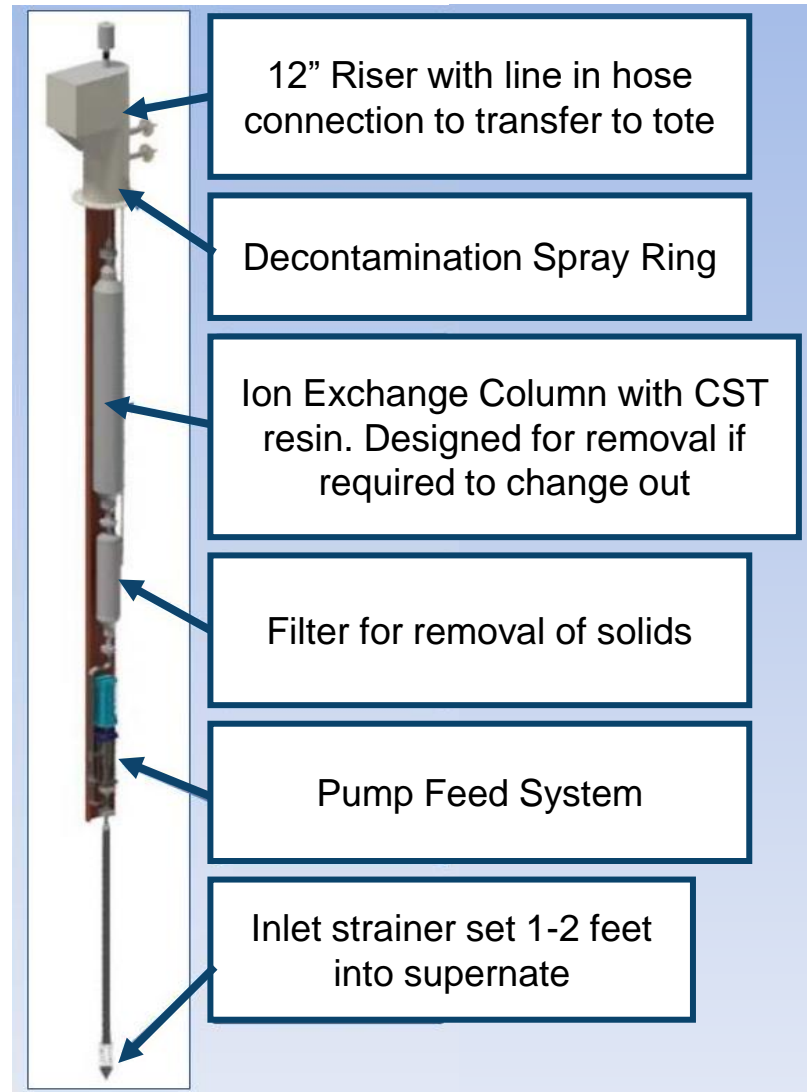 12” Riser with line in hose
connection to transfer to tote
Decontamination Spray Ring
Ion Exchange Column with CST
resin. Designed for removal if
required to change out
Filter for removal of solids
Pump Feed System
Inlet strainer set 1-2 feet
into supernate